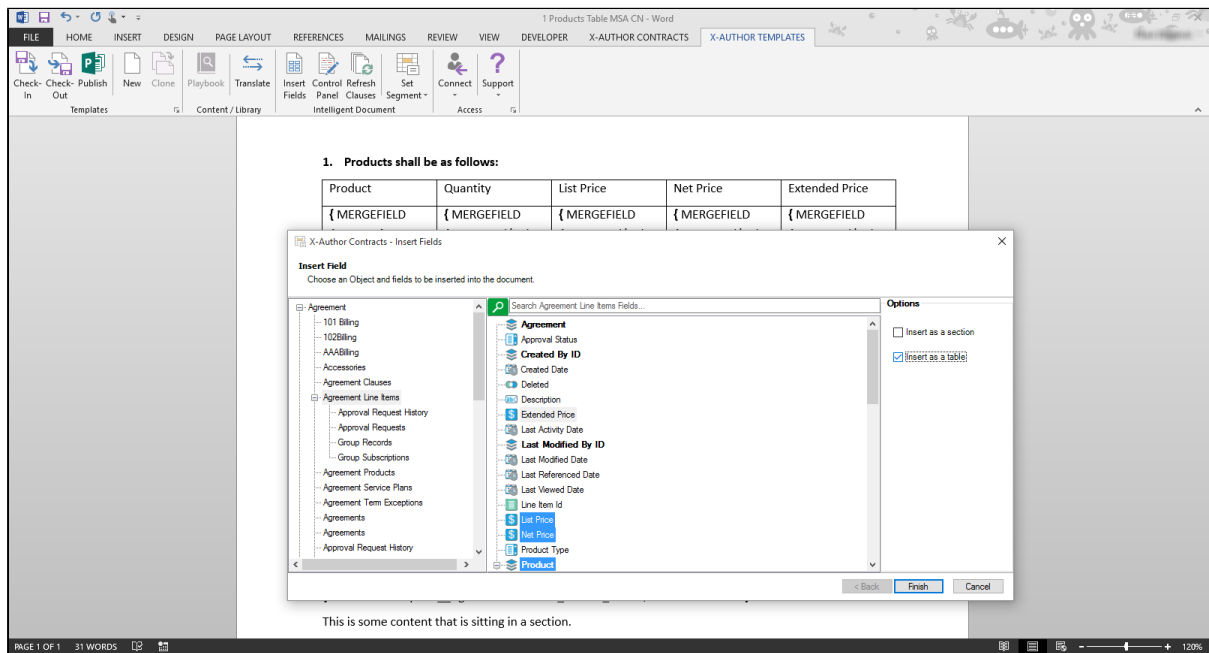 1 Products Table MSA CN - Word
FILE HOME INSERT DESIGN PAGE LAYOUT REFERENCES MAILINGS REVIEW VIEW DEVELOPER X-AUTHOR CONTRACTS X-AUTHOR TEMPLATES
Check- Check- Publish New Clone Playbook Translate Insert Control Refresh Set Connect Support
In Out Fields Panel Clauses Segment
Templates Content / Library Intelligent Document Access
1. Products shall be as follows:
Product Quantity List Price Net Price Extended Price
{ MERGEFIELD { MERGEFIELD { MERGEFIELD { MERGEFIELD { MERGEFIELD
X-Author Contracts - Insert Fields
Insert Field
Choose an Object and fields to be inserted into the document.
Agreement
101 Billing
102Billing
AAABilling
Accessories
Agreement Clauses
Agreement Line Items
Approval Request History
Approval Requests
Group Records
Group Subscriptions
Agreement Products
Agreement Service Plans
Agreement Term Exceptions
Agreements
Agreements
Approval Request History
Search Agreement Line Items Fields...
Agreement
Approval Status
Created By ID
Created Date
Deleted
Description
Extended Price
Last Activity Date
Last Modified By ID
Last Modified Date
Last Referenced Date
Last Viewed Date
Line Item Id
List Price
Net Price
Product Type
Product
Options
Insert as a section
Insert as a table
< Back Finish Cancel
This is some content that is sitting in a section.
PAGE 1 OF 1 31 WORDS 120%